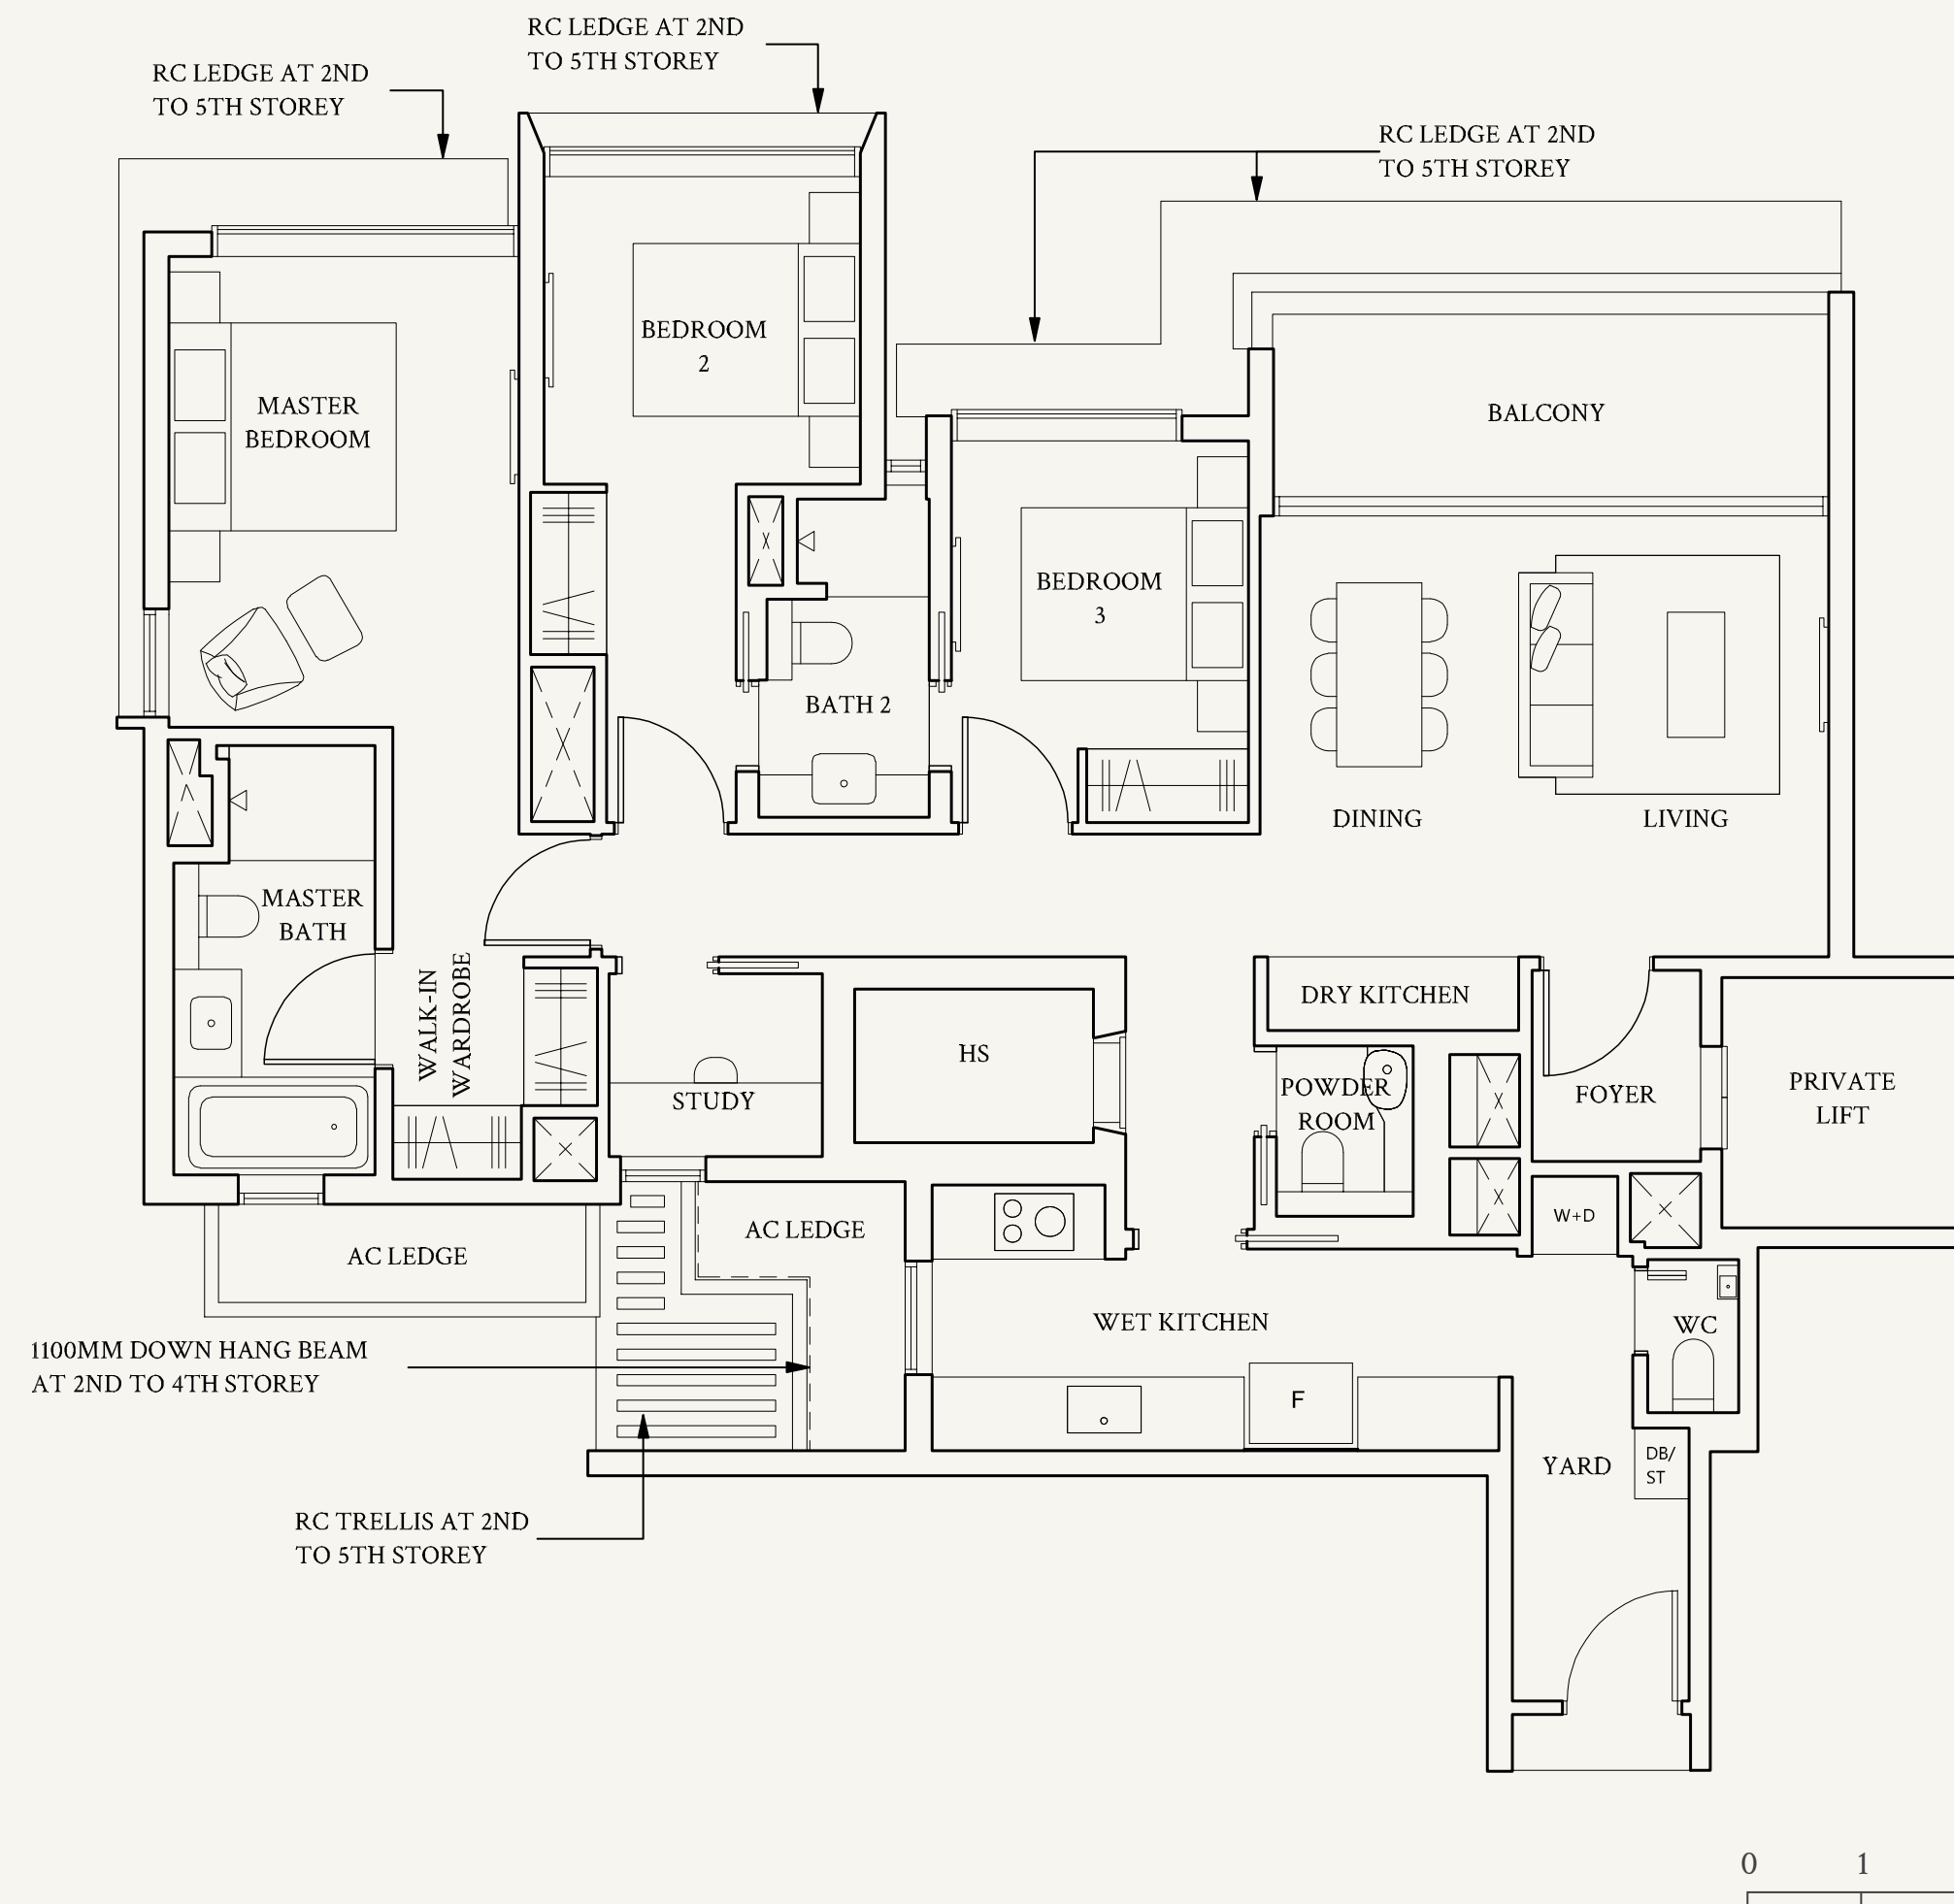 RC LEDGE AT 2ND
TO 5TH STOREY
RC LEDGE AT 2ND
TO 5TH STOREY
RC LEDGE AT 2ND
TO 5TH STOREY
BEDROOM
2
MASTER
BEDROOM
BALCONY
BEDROOM
3
BATH 2
DINING
LIVING
MASTER
BATH
WALK-IN
WARDROBE
DRY KITCHEN
HS
STUDY
POWDER
ROOM
FOYER
PRIVATE
LIFT
W+D
AC LEDGE
AC LEDGE
WET KITCHEN
WC
1100MM DOWN HANG BEAM
AT 2ND TO 4TH STOREY
F
YARD
DB/
ST
RC TRELLIS AT 2ND
TO 5TH STOREY
0 1